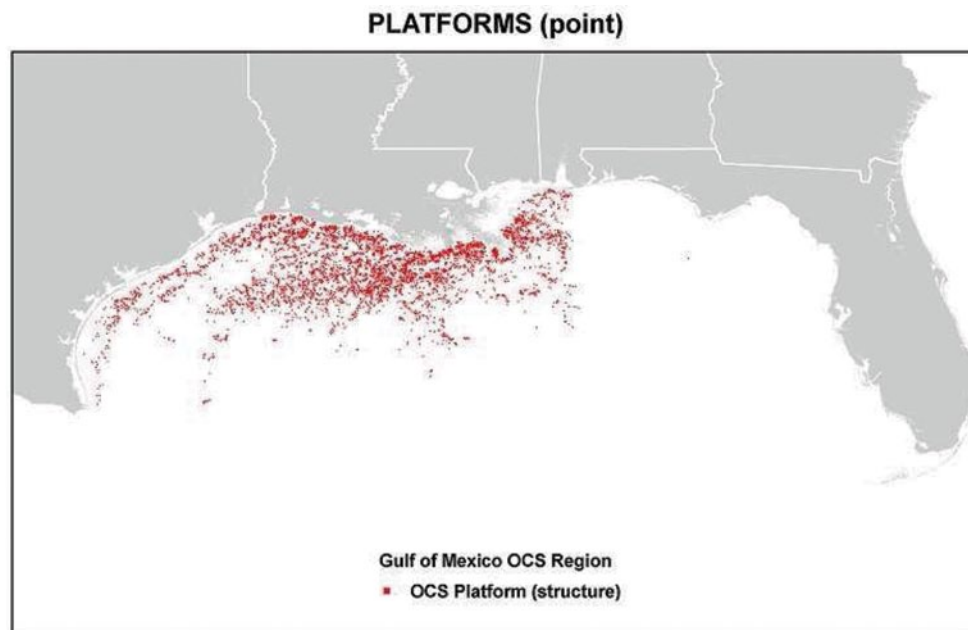 PLATFORMS (point)
Gulf of Mexico OCS Region
OCS Platform (structure)